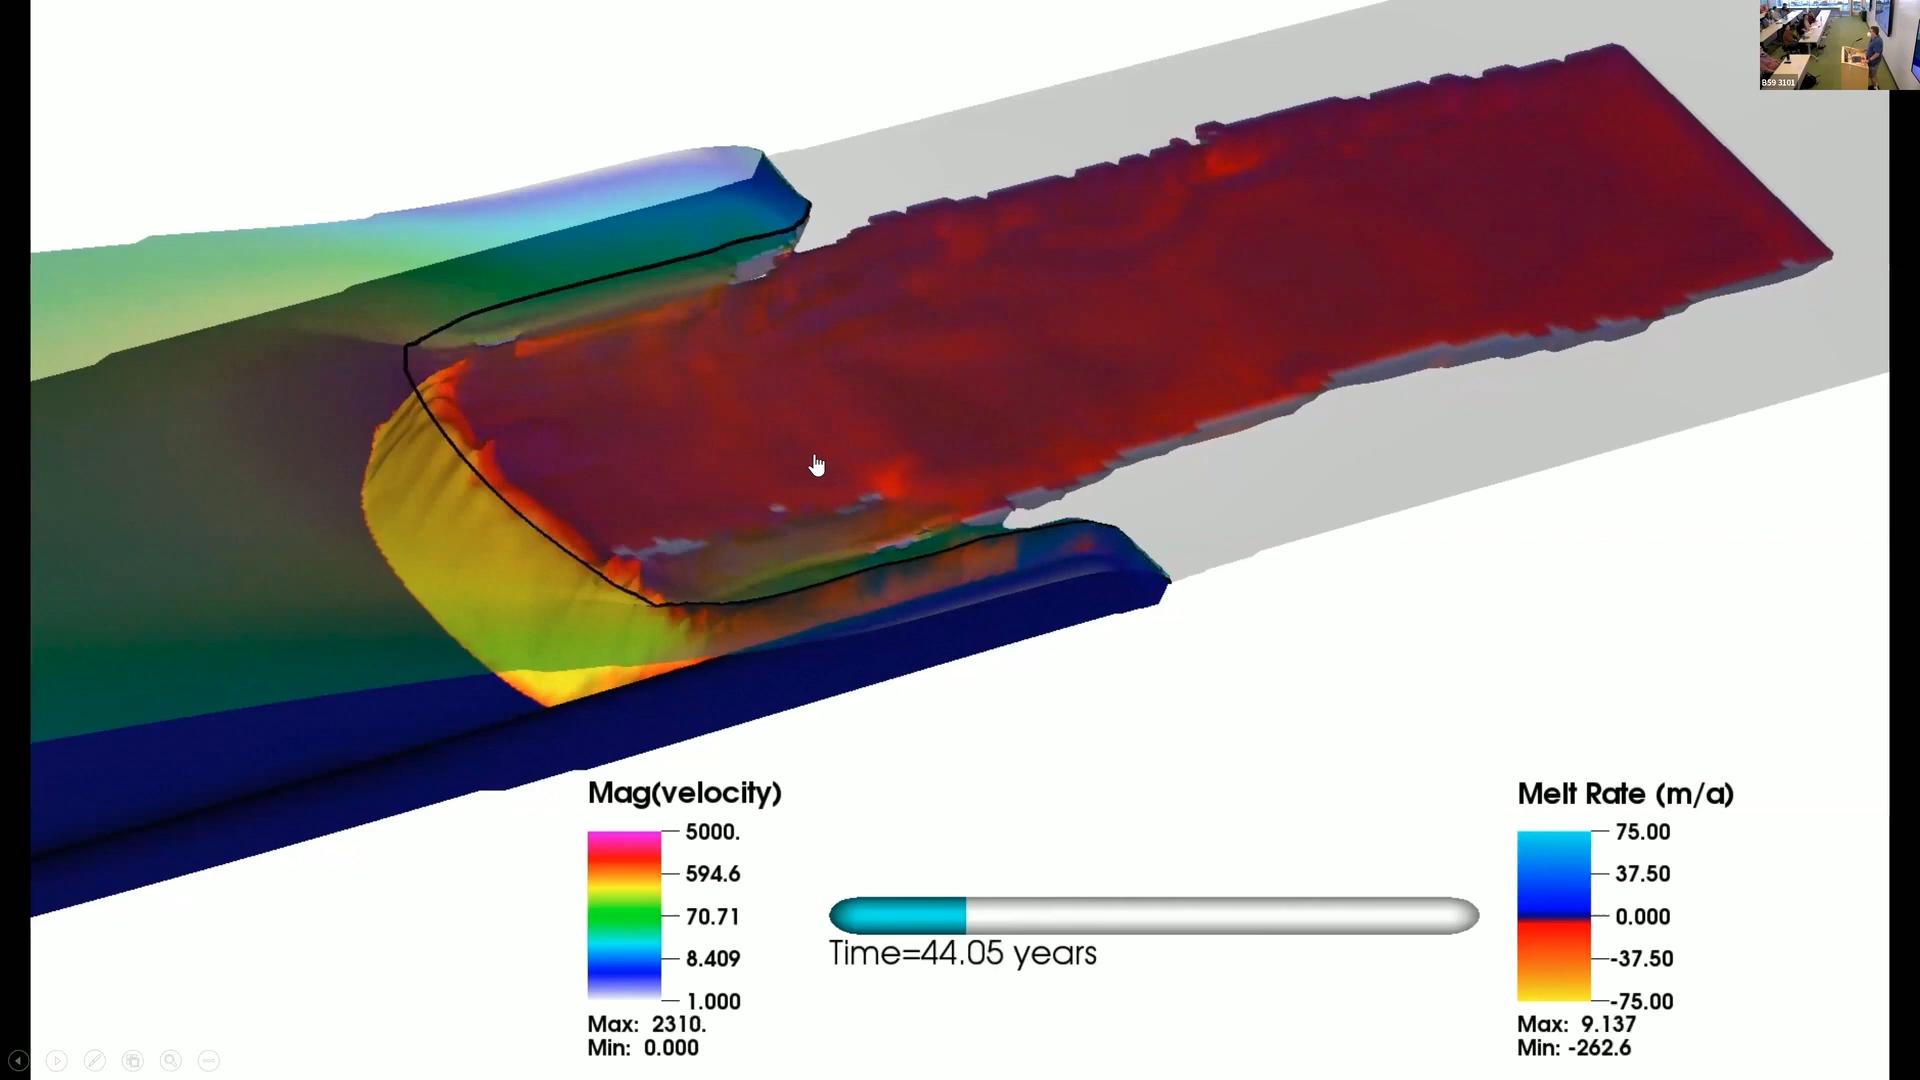 B59 3101
Mag(velocity)
5000.
594.6
70.71
8.409
1.000
Max: 2310.
Min: 0.000
Time=44.05 years
Melt Rate (m/a)
75.00
37.50
0.000
-37.50
-75.00
Max: 9.137
Min: -262.6